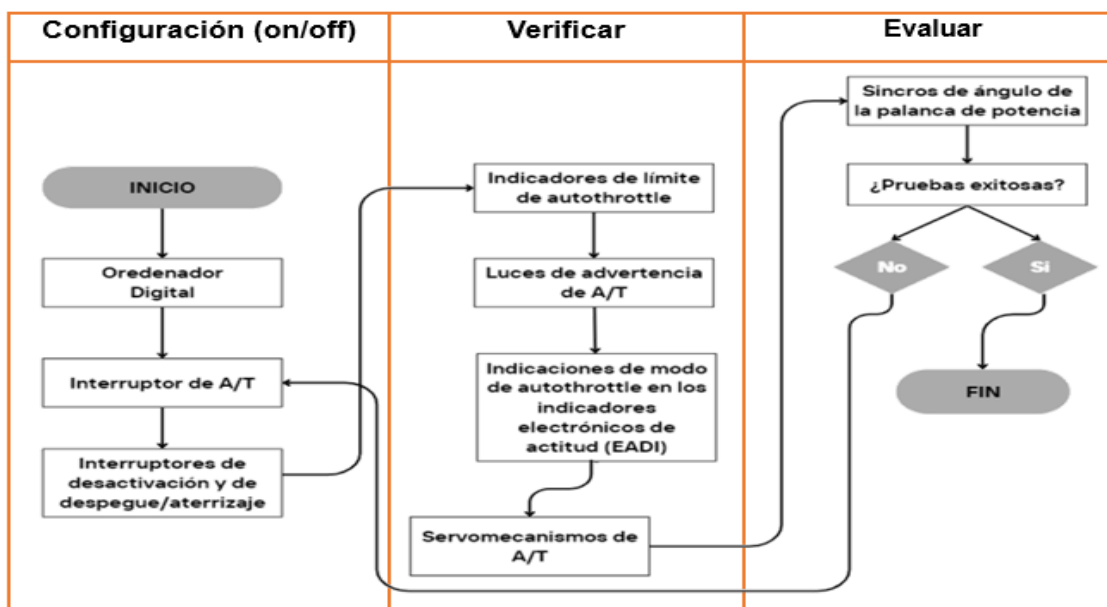 Configuración (on/off)
Verificar
Evaluar
INICIO
Oredenador
Digital
Interruptor de A/T
Interruptores de
desactivación y de
despegue/aterrizaje
Indicadores de límite
de autothrottle
Luces de advertencia
de A/T
Indicaciones de modo
de autothrottle en los
indicadores
electrónicos de
actitud (EADI)
Servomecanismos de
A/T
Sincros de ángulo de
la palanca de potencia
¿Pruebas exitosas?
No
Si
FIN